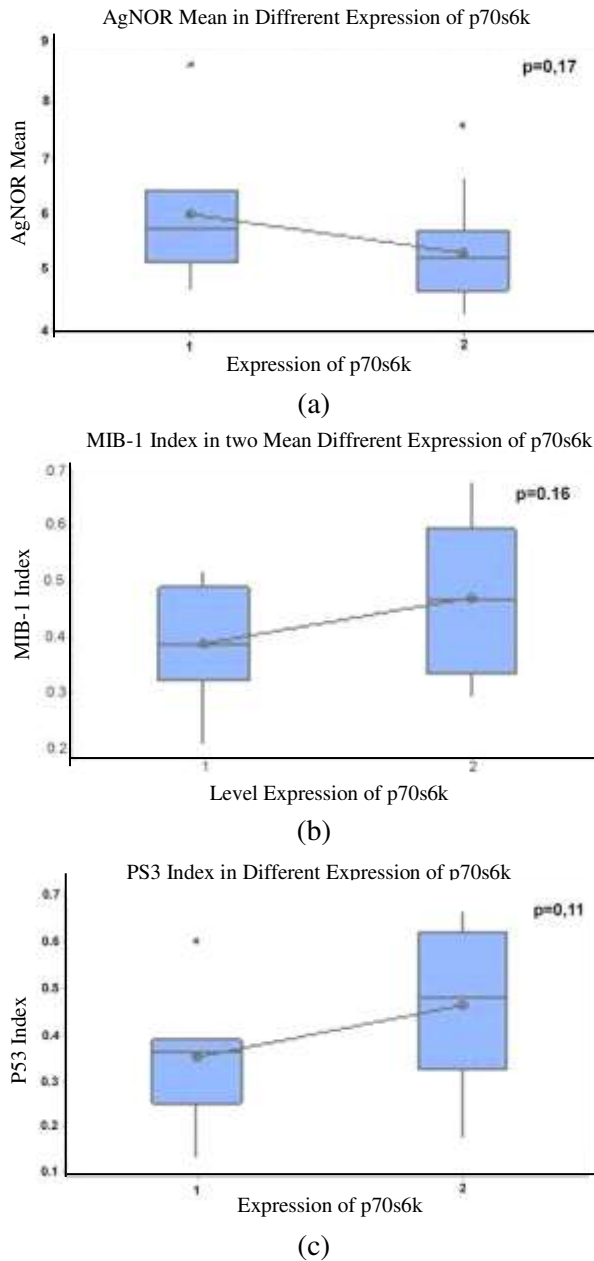 AgNOR Mean in Diffrerent Expression of p70s6k
9
8
7
6
5
4
p=0,17
AgNOR Mean
1
2
Expression of p70s6k
(a)
MIB-1 Index in two Mean Diffrerent Expression of p70s6k
0.7
0.6
0.5
0.4
0.3
0.2
p=0.16
MIB-1 Index
1
2
Level Expression of p70s6k
(b)
PS3 Index in Different Expression of p70s6k
0.7
0.6
0.5
0.4
0.3
0.2
0.1
p=0,11
P53 Index
1
2
Expression of p70s6k
(c)